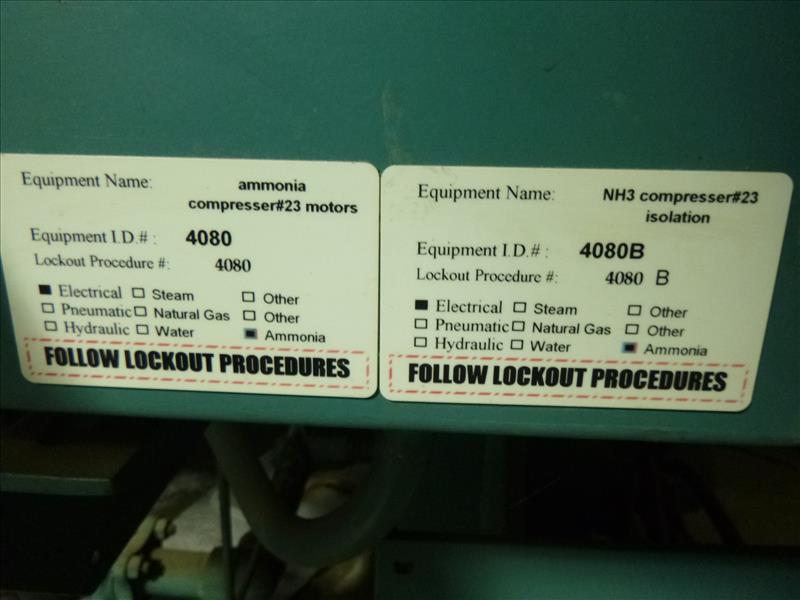 Equipment Name: ammonia
compresser#23 motors
Equipment I.D.# : 4080
Lockout Procedure #: 4080
Electrical Steam Other
Pneumatic Natural Gas Other
Hydraulic Water Ammonia
FOLLOW LOCKOUT PROCEDURES
Equipment Name: NH3 compresser#23
isolation
Equipment I.D.# : 4080B
Lockout Procedure #: 4080 B
Electrical Steam Other
Pneumatic Natural Gas Other
Hydraulic Water Ammonia
FOLLOW LOCKOUT PROCEDURES